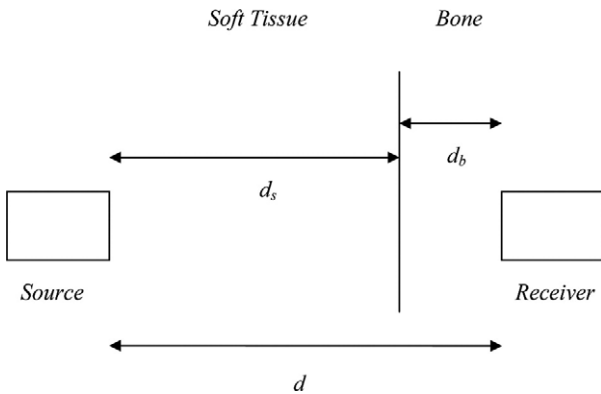 Soft Tissue
Bone
d_b
d_s
Source
Receiver
d